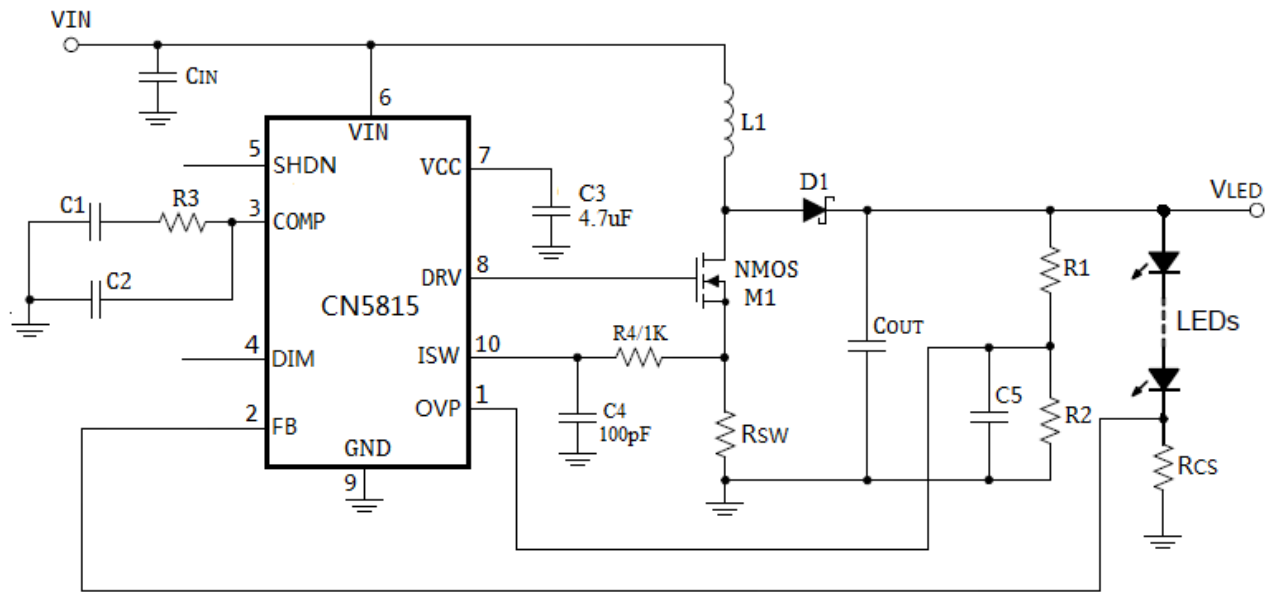 VIN
CIN
6
VIN
L1
5
SHDN
VCC
7
C3
4.7uF
D1
VLED
C1
R3
3
COMP
DRV
8
NMOS
M1
R1
C2
CN5815
COUT
LEDs
R4/1K
4
DIM
ISW
10
C5
R2
1
OVP
2
FB
C4
100pF
RSW
GND
RCS
9